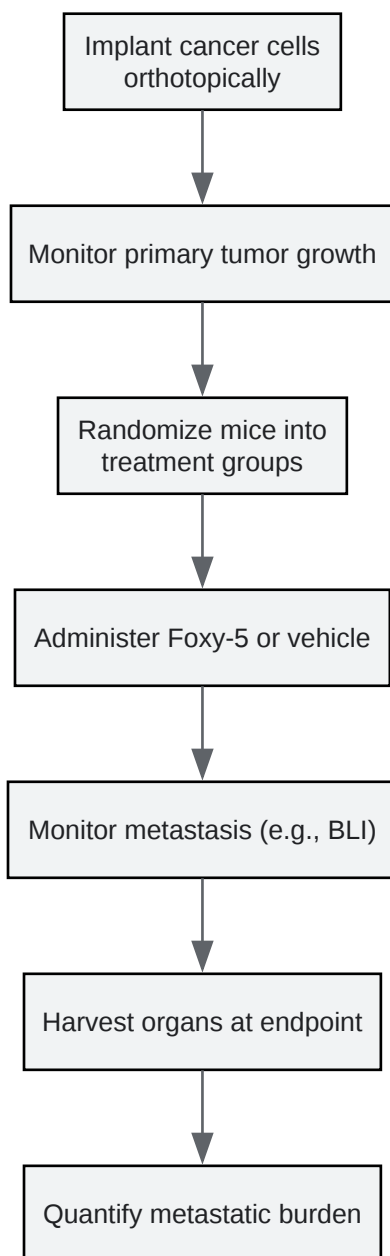 Implant cancer cells
orthotopically
Monitor primary tumor growth
Randomize mice into
treatment groups
Administer Foxy-5 or vehicle
Monitor metastasis (e.g., BLI)
Harvest organs at endpoint
Quantify metastatic burden